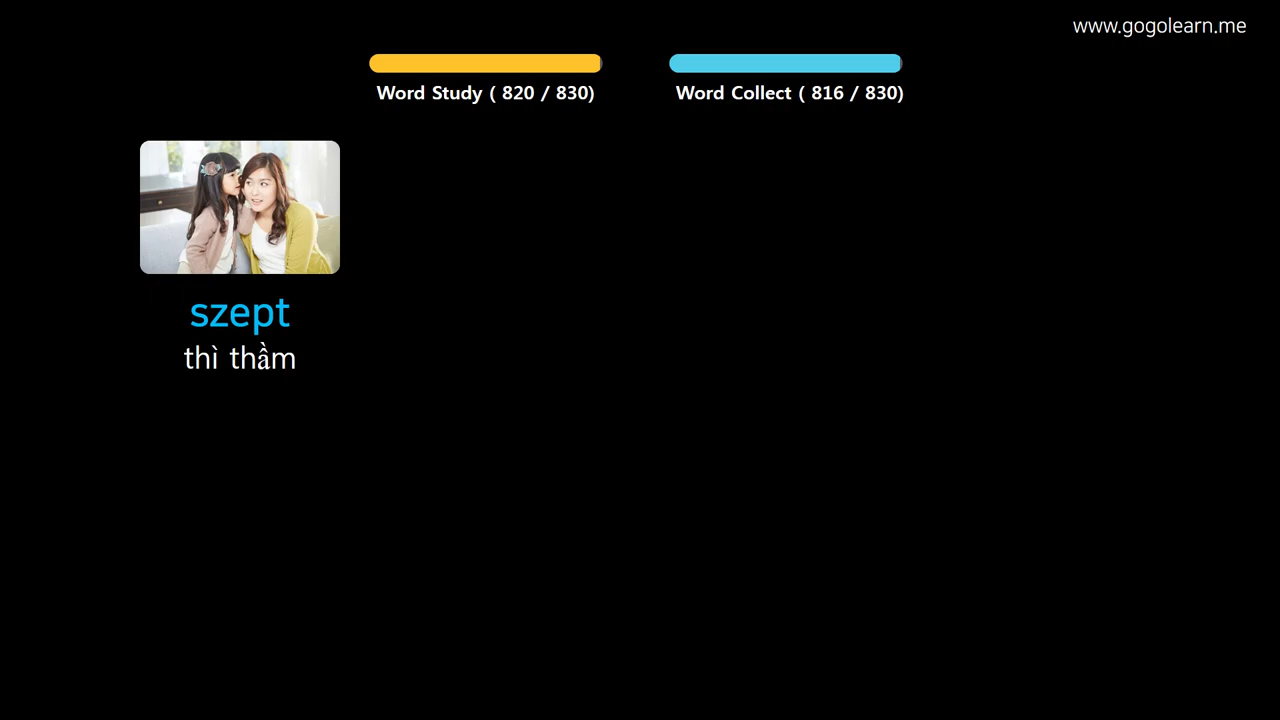 www.gogolearn.me
Word Study ( 820 / 830)
Word Collect ( 816 / 830)
szept
thì thầm